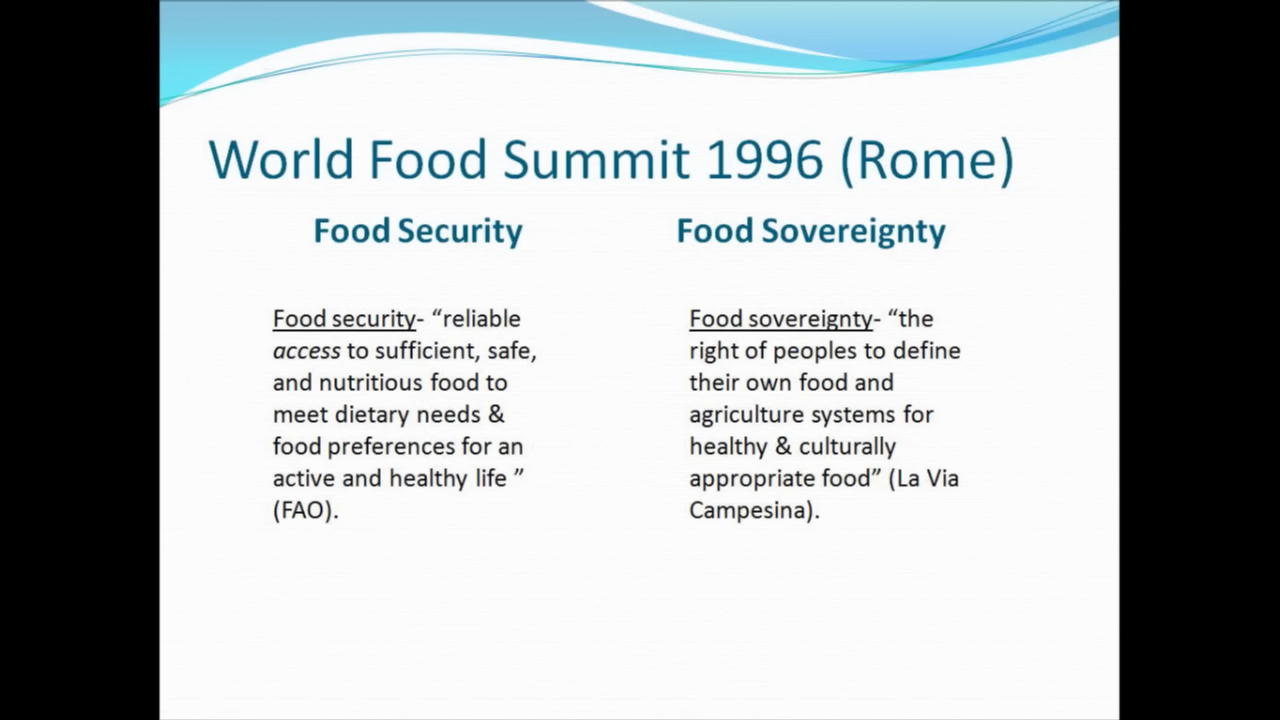 World Food Summit 1996 (Rome)
Food Security
Food security- “reliable
access to sufficient, safe,
and nutritious food to
meet dietary needs &
food preferences for an
active and healthy life ”
(FAO).
Food Sovereignty
Food sovereignty- “the
right of peoples to define
their own food and
agriculture systems for
healthy & culturally
appropriate food” (La Via
Campesina).